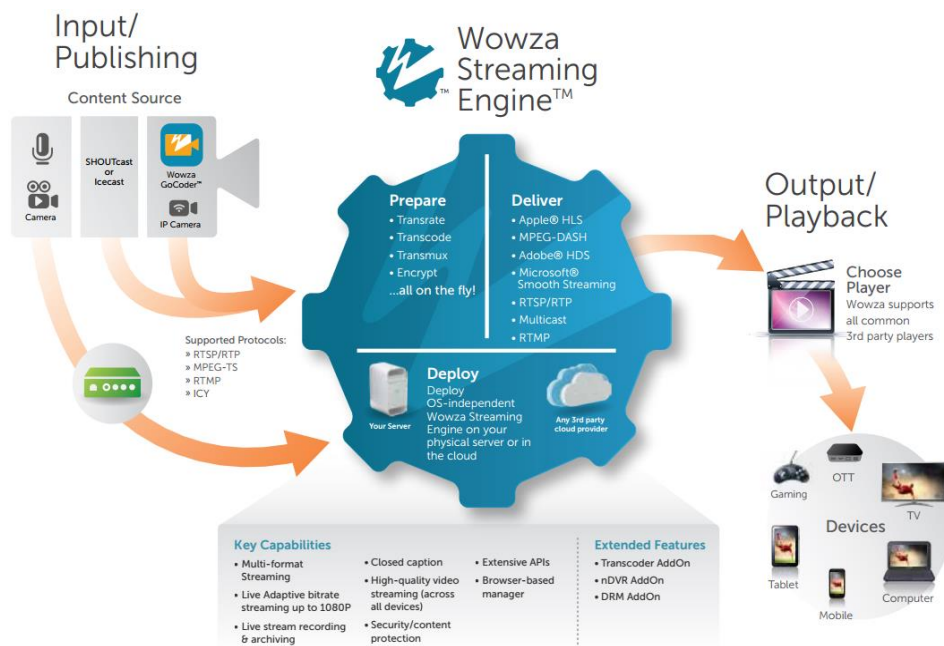 Input/
Publishing
Content Source
Camera
SHOUTcast
or
Icecast
Wowza
GoCoder™
IP Camera
Supported Protocols:
» RTSP/RTP
» MPEG-TS
» RTMP
» ICY
™
Wowza
Streaming
Engine™
Prepare
• Transrate
• Transcode
• Transmux
• Encrypt
...all on the fly!
Deliver
• Apple® HLS
• MPEG-DASH
• Adobe® HDS
• Microsoft®
Smooth Streaming
• RTSP/RTP
• Multicast
• RTMP
Deploy
Deploy
OS-independent
Wowza Streaming
Engine on your
physical server or in
the cloud
Your Server
Any 3rd party
cloud provider
Output/
Playback
Choose
Player
Wowza supports
all common
3rd party players
Gaming
OTT
TV
Devices
Tablet
Mobile
Computer
Key Capabilities
• Multi-format
Streaming
• Live Adaptive bitrate
streaming up to 1080P
• Live stream recording
& archiving
• Closed caption
• High-quality video
streaming (across
all devices)
• Security/content
protection
• Extensive APIs
• Browser-based
manager
Extended Features
• Transcoder AddOn
• nDVR AddOn
• DRM AddOn